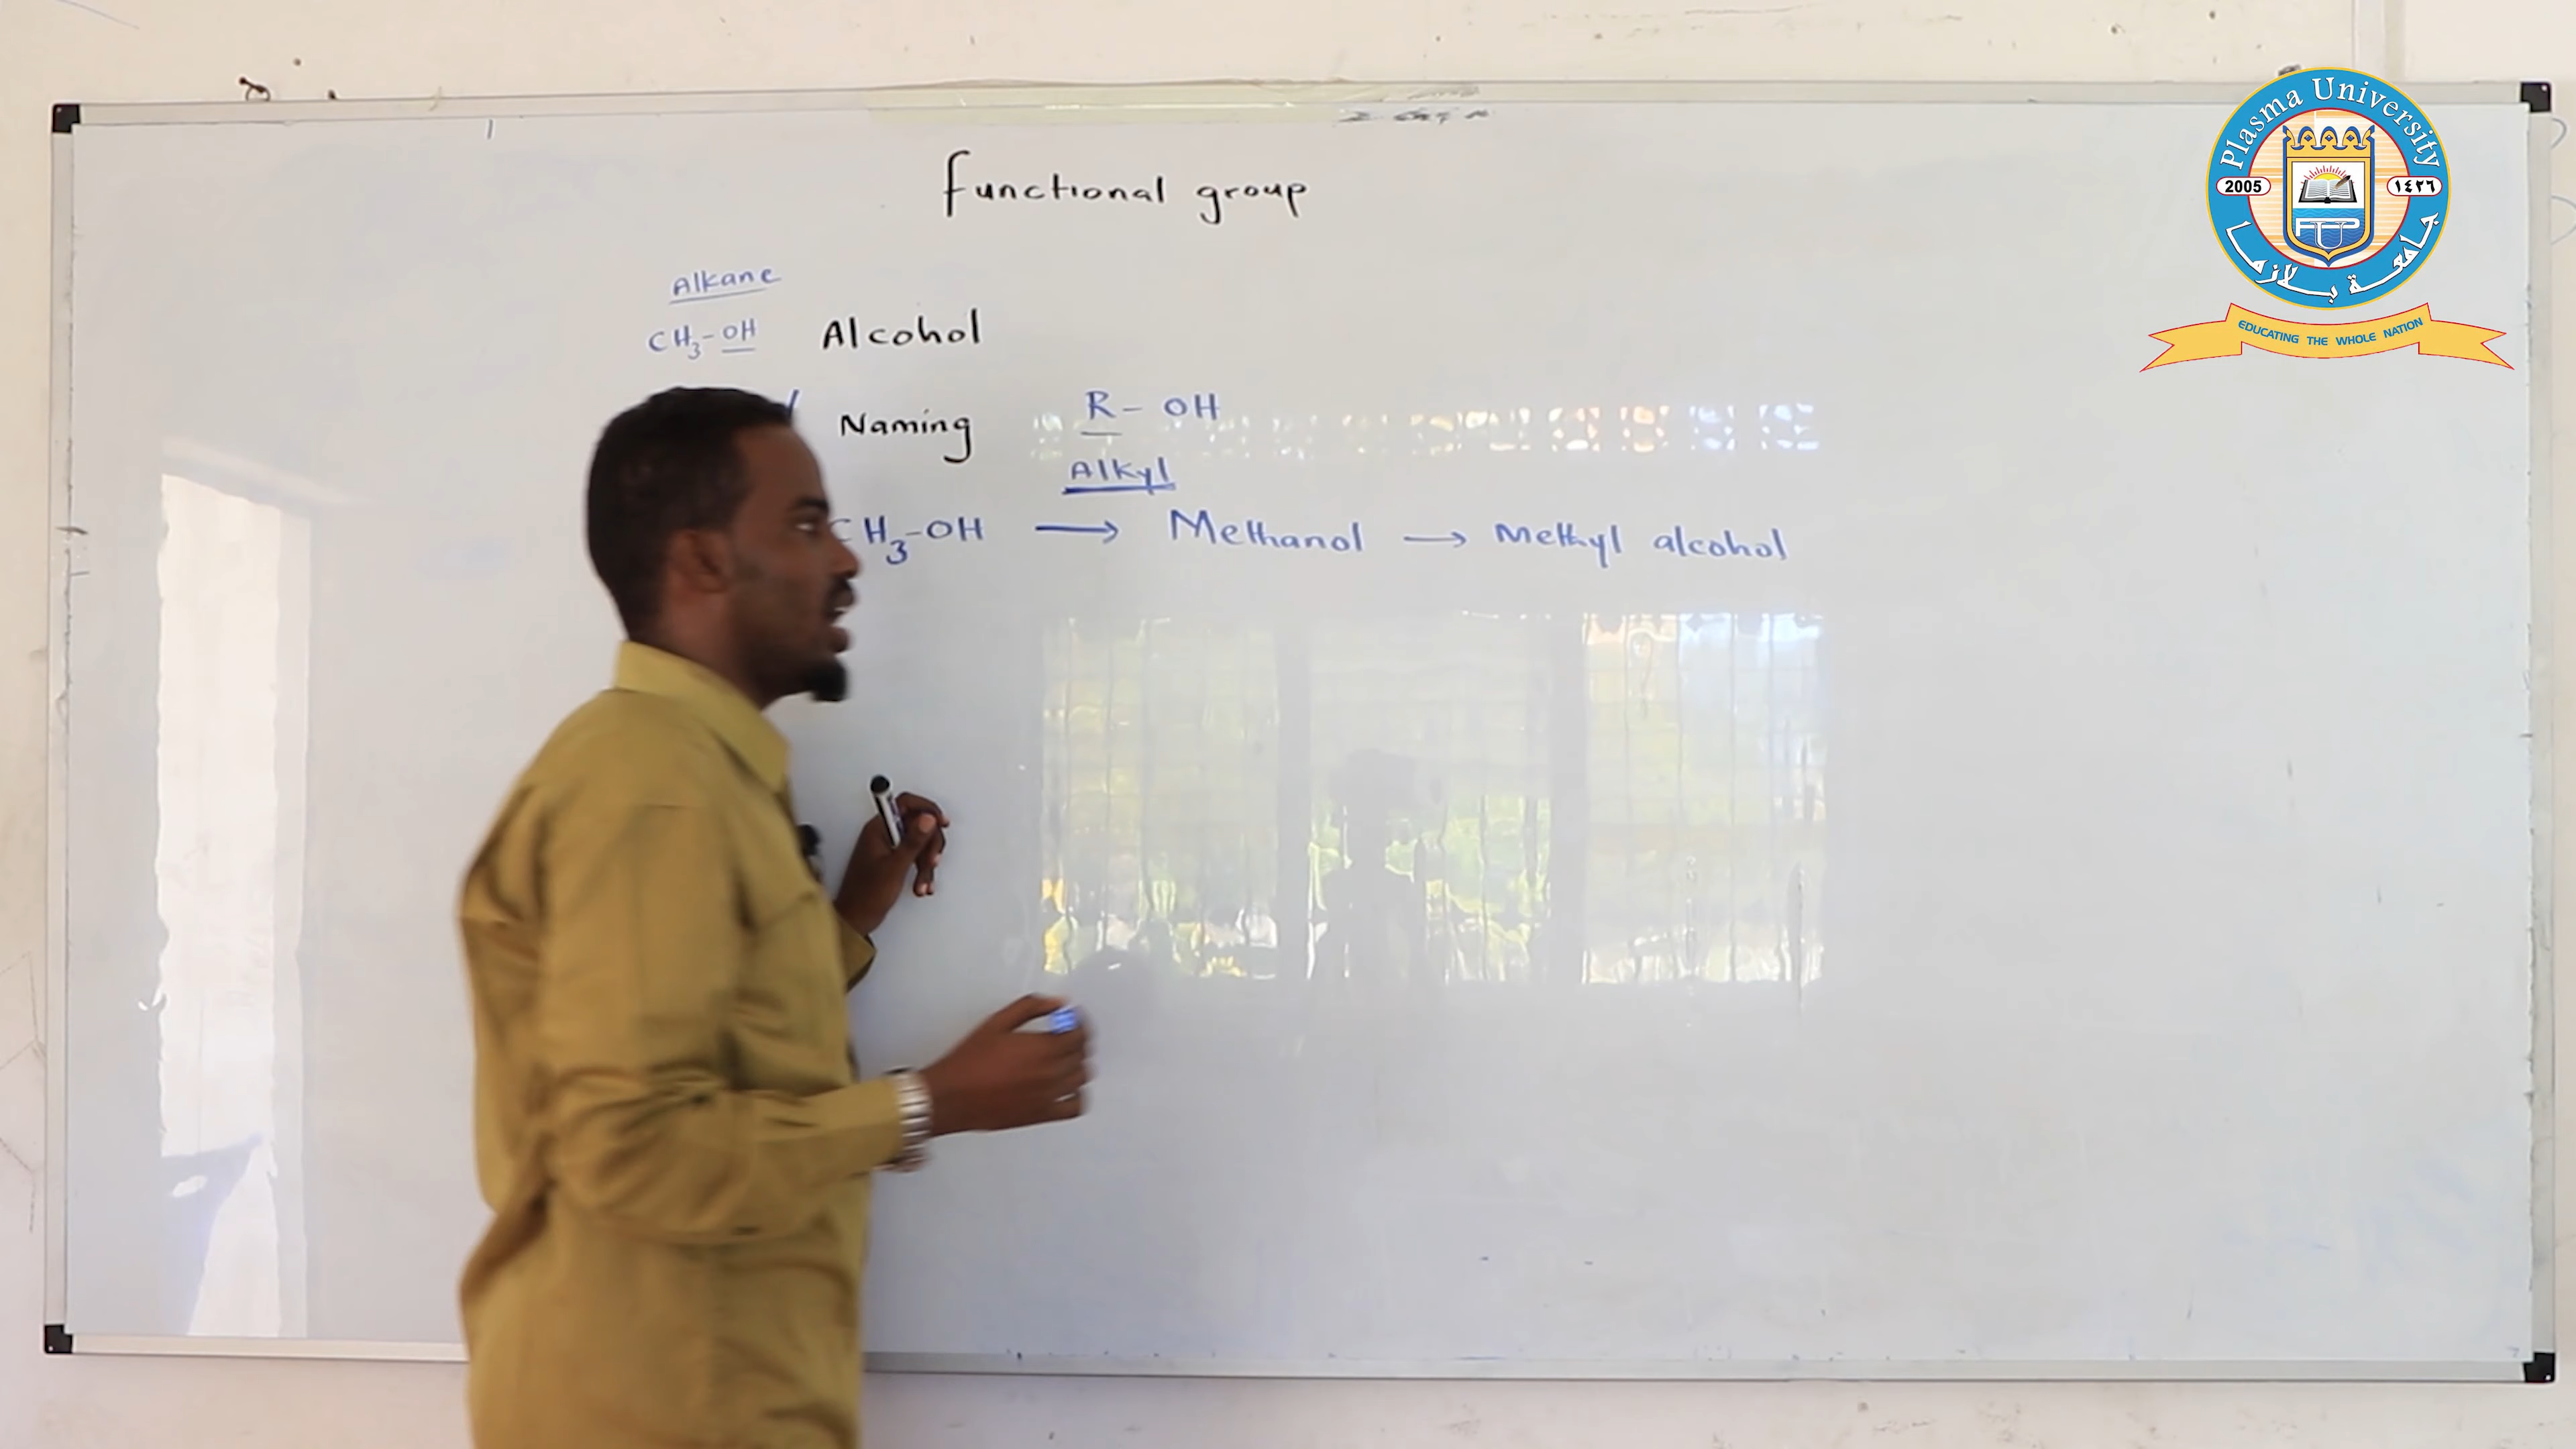 functional group
Alkane
CH3-OH Alcohol
Naming R - OH
Alkyl
CH3-OH → Methanol → Methyl alcohol
Plasma University
2005 ١٤٢٦
جامعة بلازما
EDUCATING THE WHOLE NATION